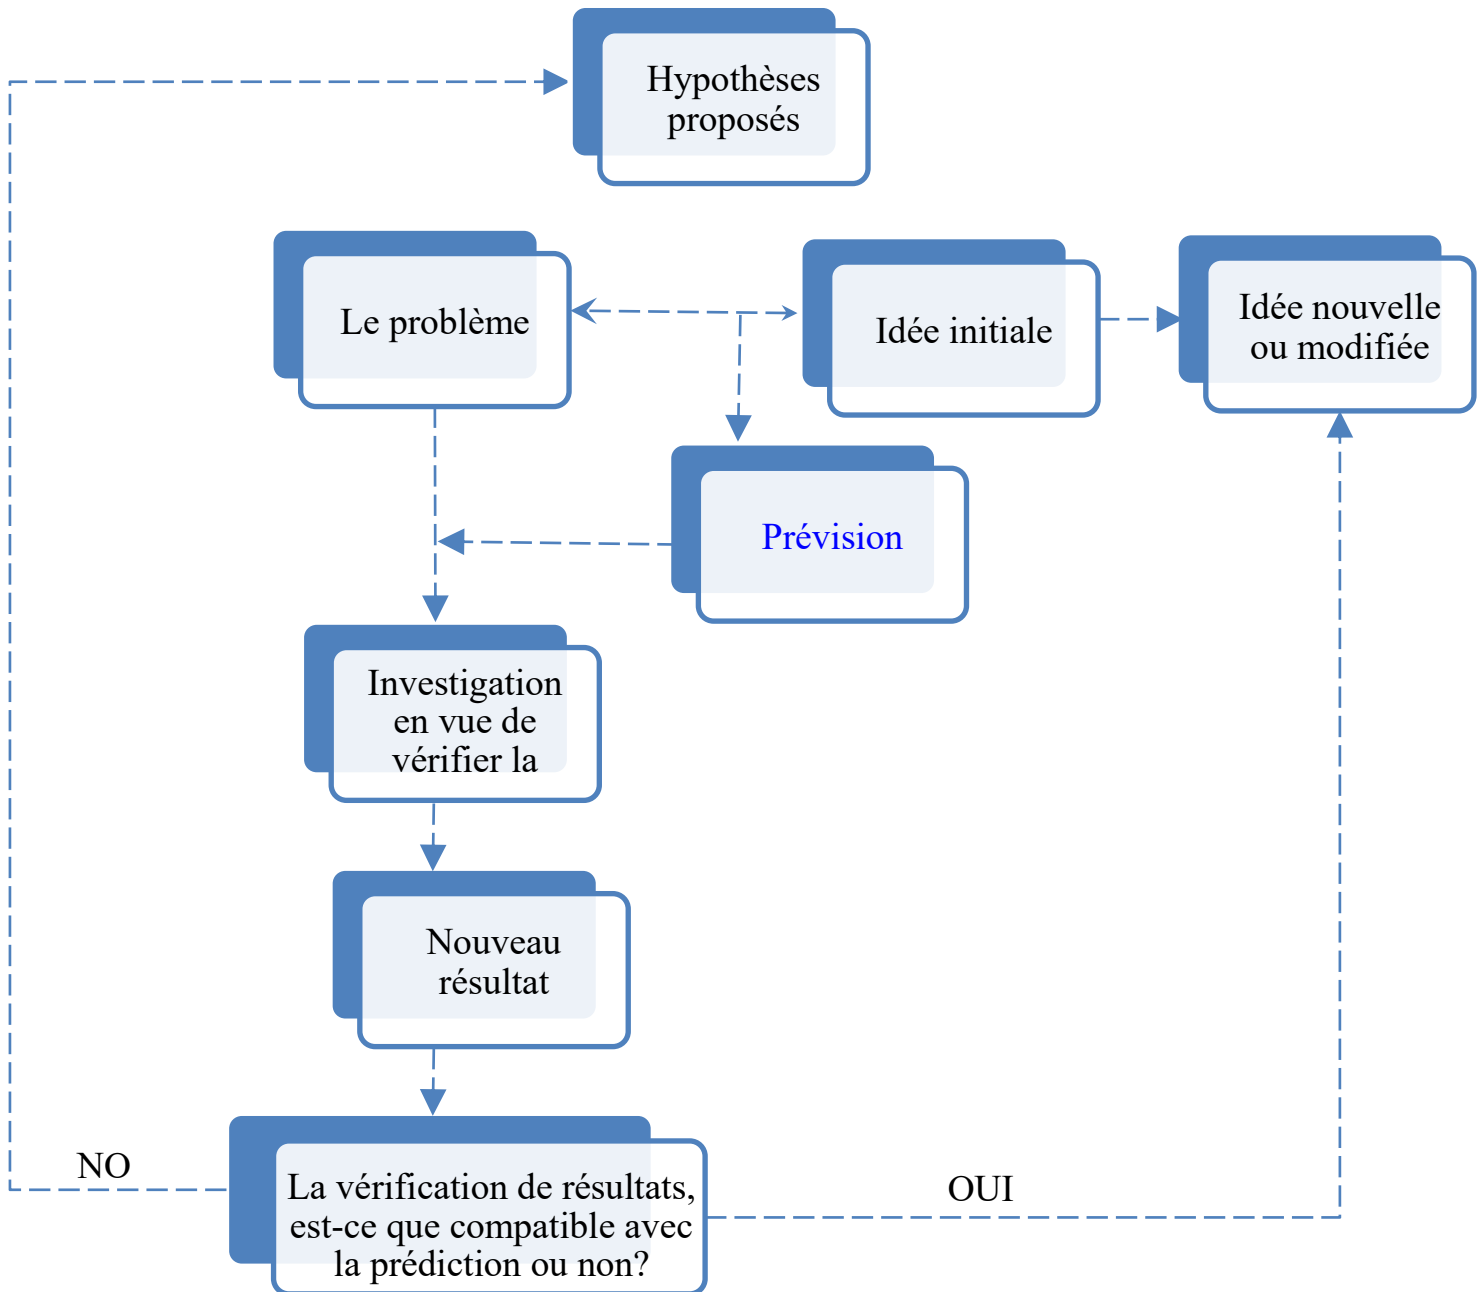 Hypothèses
proposés
Le problème
Idée initiale
Idée nouvelle
ou modifiée
Prévision
Investigation
en vue de
vérifier la
Nouveau
résultat
NO
La vérification de résultats,
est-ce que compatible avec
la prédiction ou non?
OUI